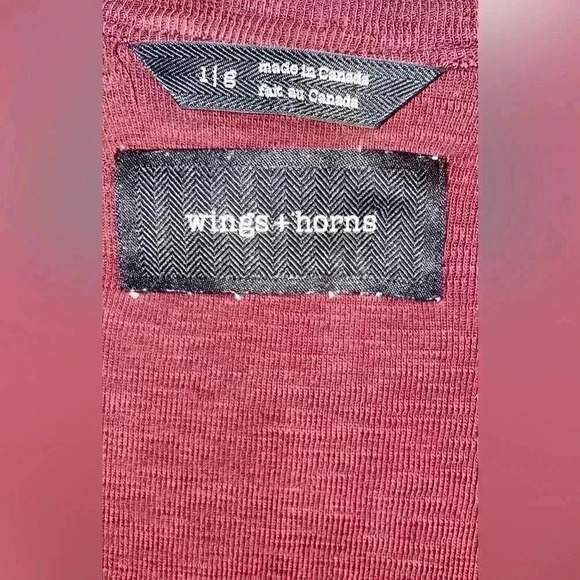 l|g made in Canada
fait au Canada
wings+horns